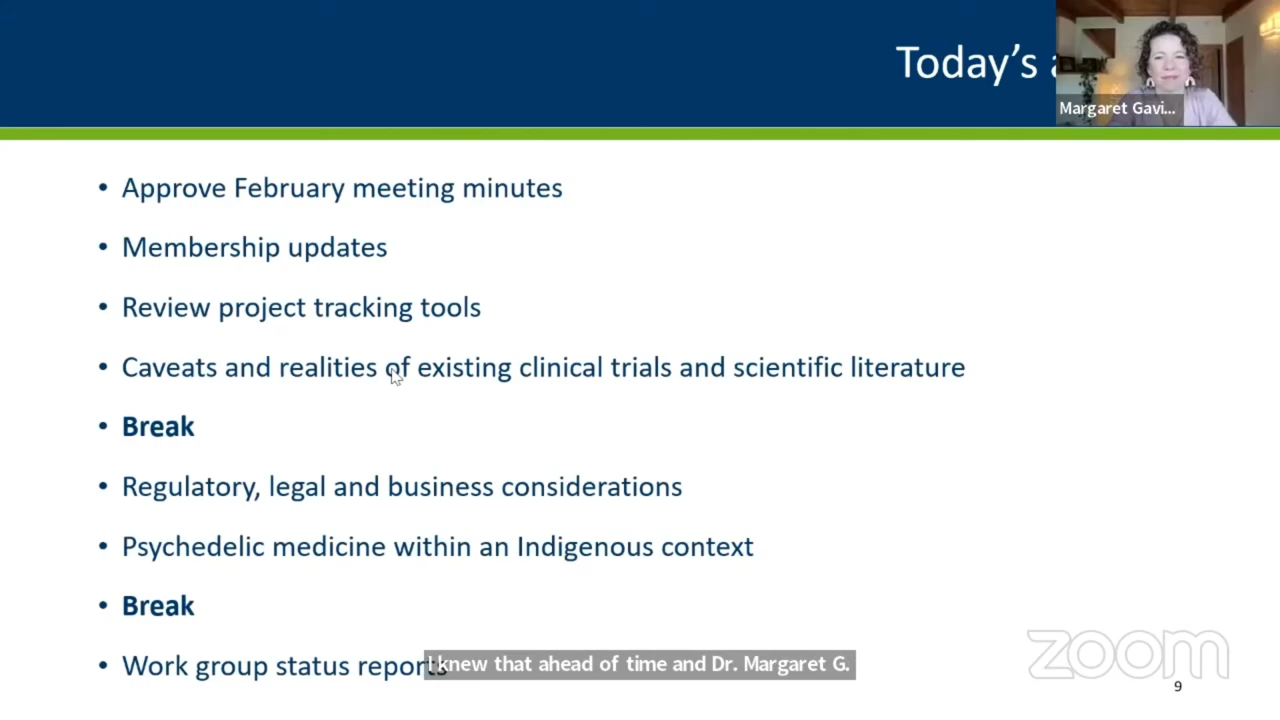 Today's a
Margaret Gavi...
• Approve February meeting minutes
• Membership updates
• Review project tracking tools
• Caveats and realities of existing clinical trials and scientific literature
• Break
• Regulatory, legal and business considerations
• Psychedelic medicine within an Indigenous context
• Break
• Work group status reports
I knew that ahead of time and Dr. Margaret G.
zoom
9